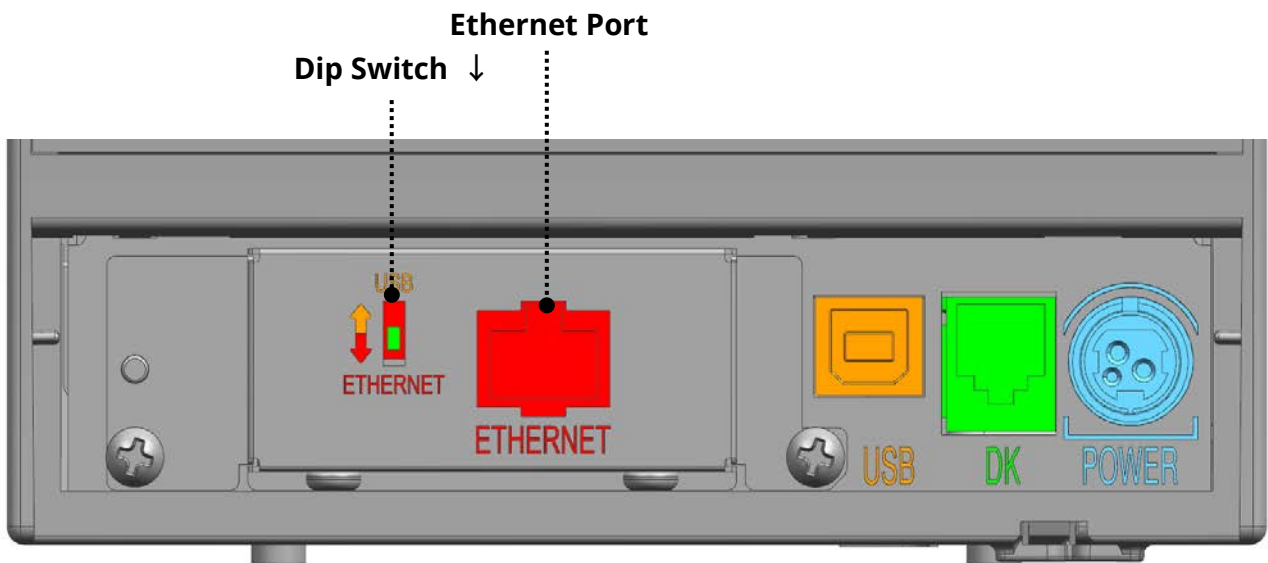 Ethernet Port
Dip Switch ↓
USB
ETHERNET
ETHERNET
USB
DK
POWER